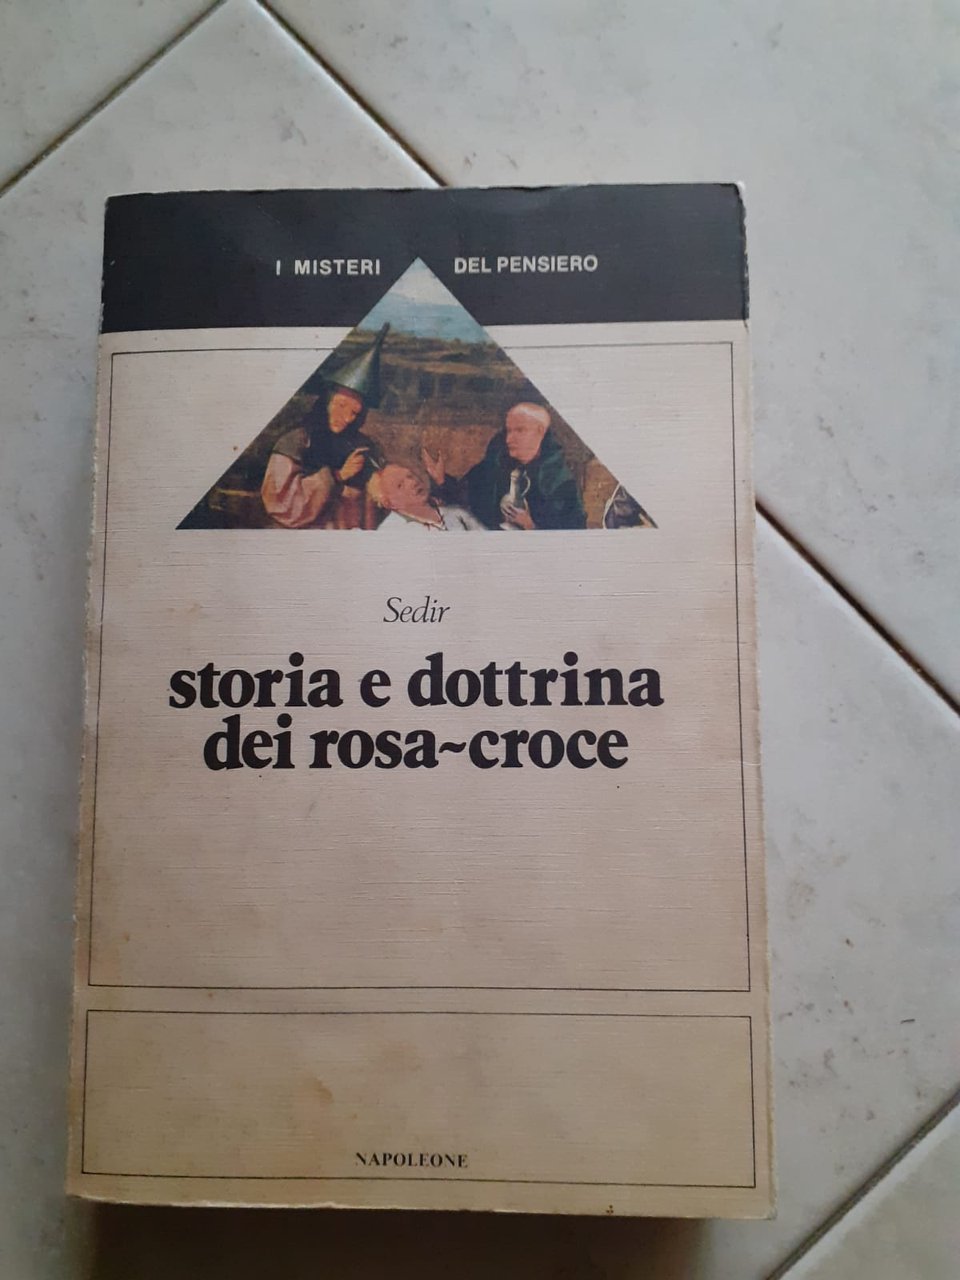 I MISTERI DEL PENSIERO
Sedir
storia e dottrina
dei rosa~croce
NAPOLEONE